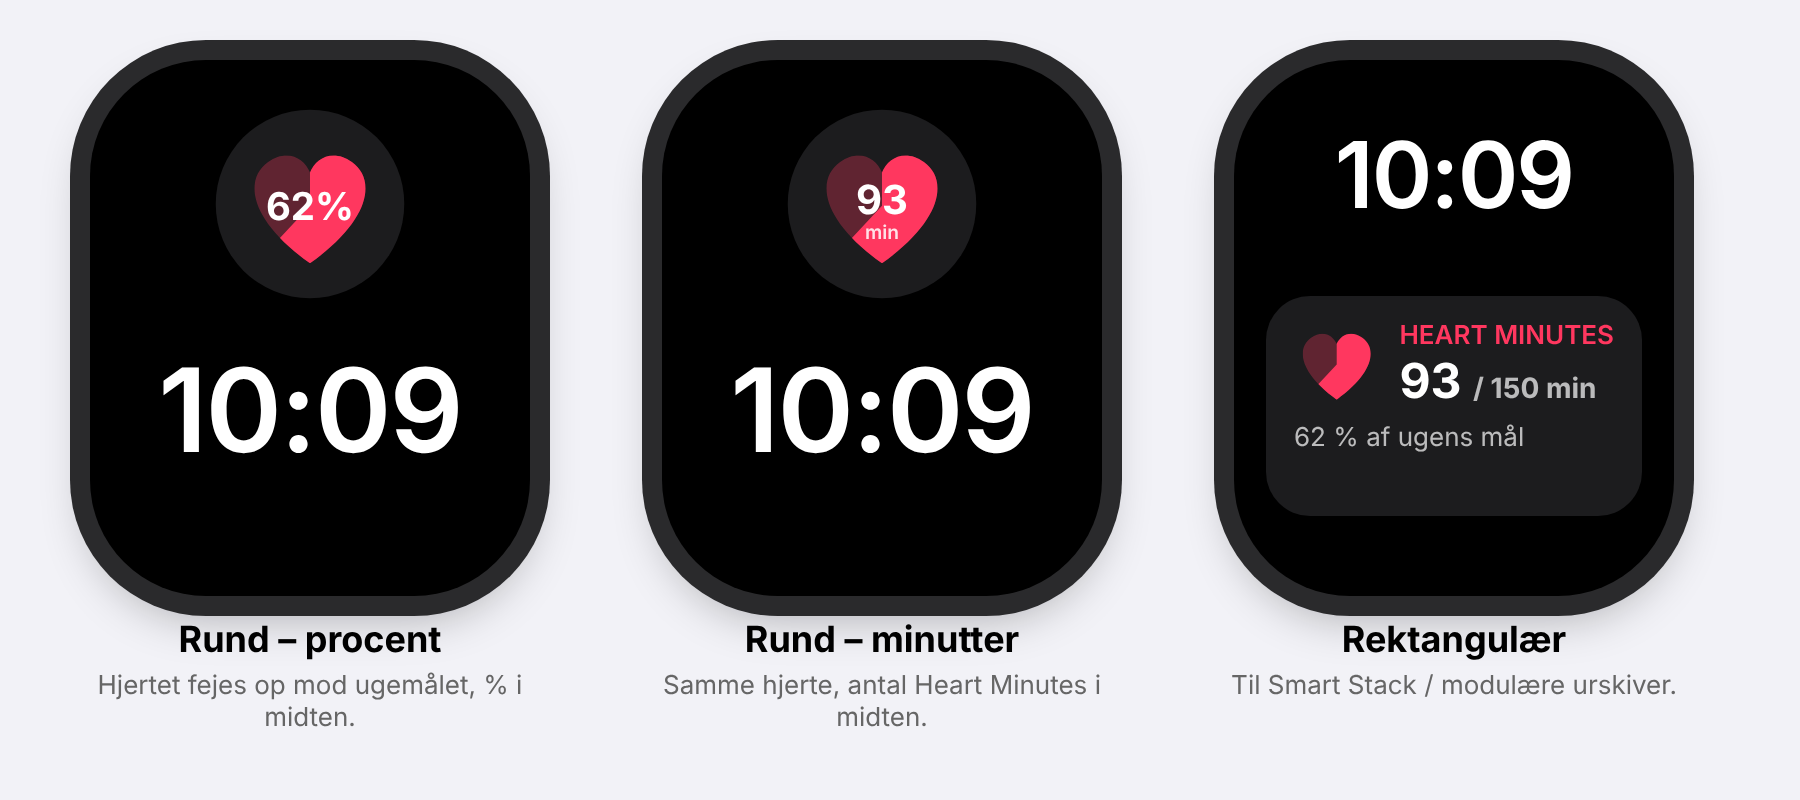 62%
10:09
Rund – procent
Hjertet fejes op mod ugemålet, % i
midten.
93
min
10:09
Rund – minutter
Samme hjerte, antal Heart Minutes i
midten.
10:09
HEART MINUTES
93 / 150 min
62 % af ugens mål
Rektangulær
Til Smart Stack / modulære urskiver.